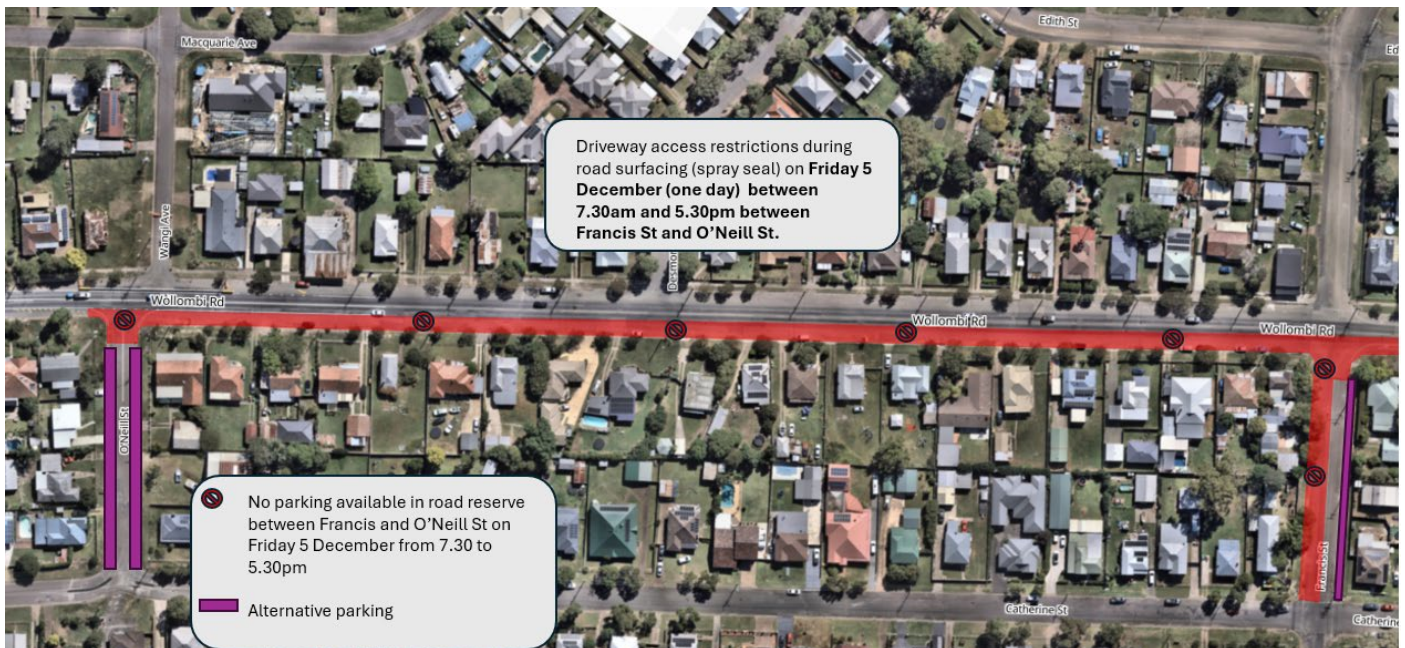 Edith St
Macquarie Ave
Ed
Driveway access restrictions during
road surfacing (spray seal) on Friday 5
December (one day) between
7.30am and 5.30pm between
Francis St and O’Neill St.
Wangi Ave
Desmo
Wollombi Rd
Wollombi Rd
Wollombi Rd
O'Neill St
No parking available in road reserve
between Francis and O’Neill St on
Friday 5 December from 7.30 to
5.30pm
Alternative parking
Francis St
Catherine St
Catherine